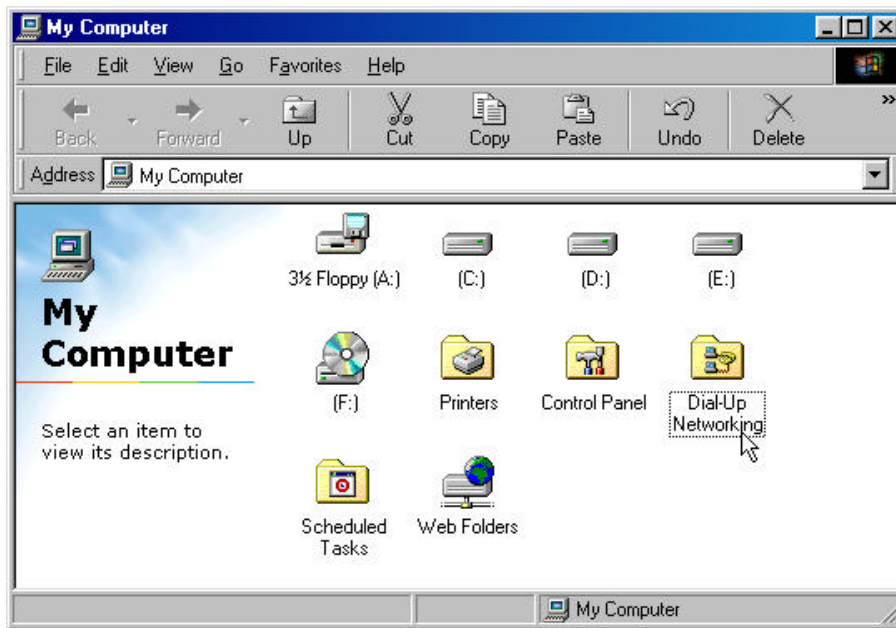 My Computer
File Edit View Go Favorites Help
Back Forward Up Cut Copy Paste Undo Delete »
Address My Computer
My
Computer
Select an item to
view its description.
3½ Floppy (A:) (C:) (D:) (E:)
(F:) Printers Control Panel Dial-Up
Networking
Scheduled
Tasks
Web Folders
My Computer